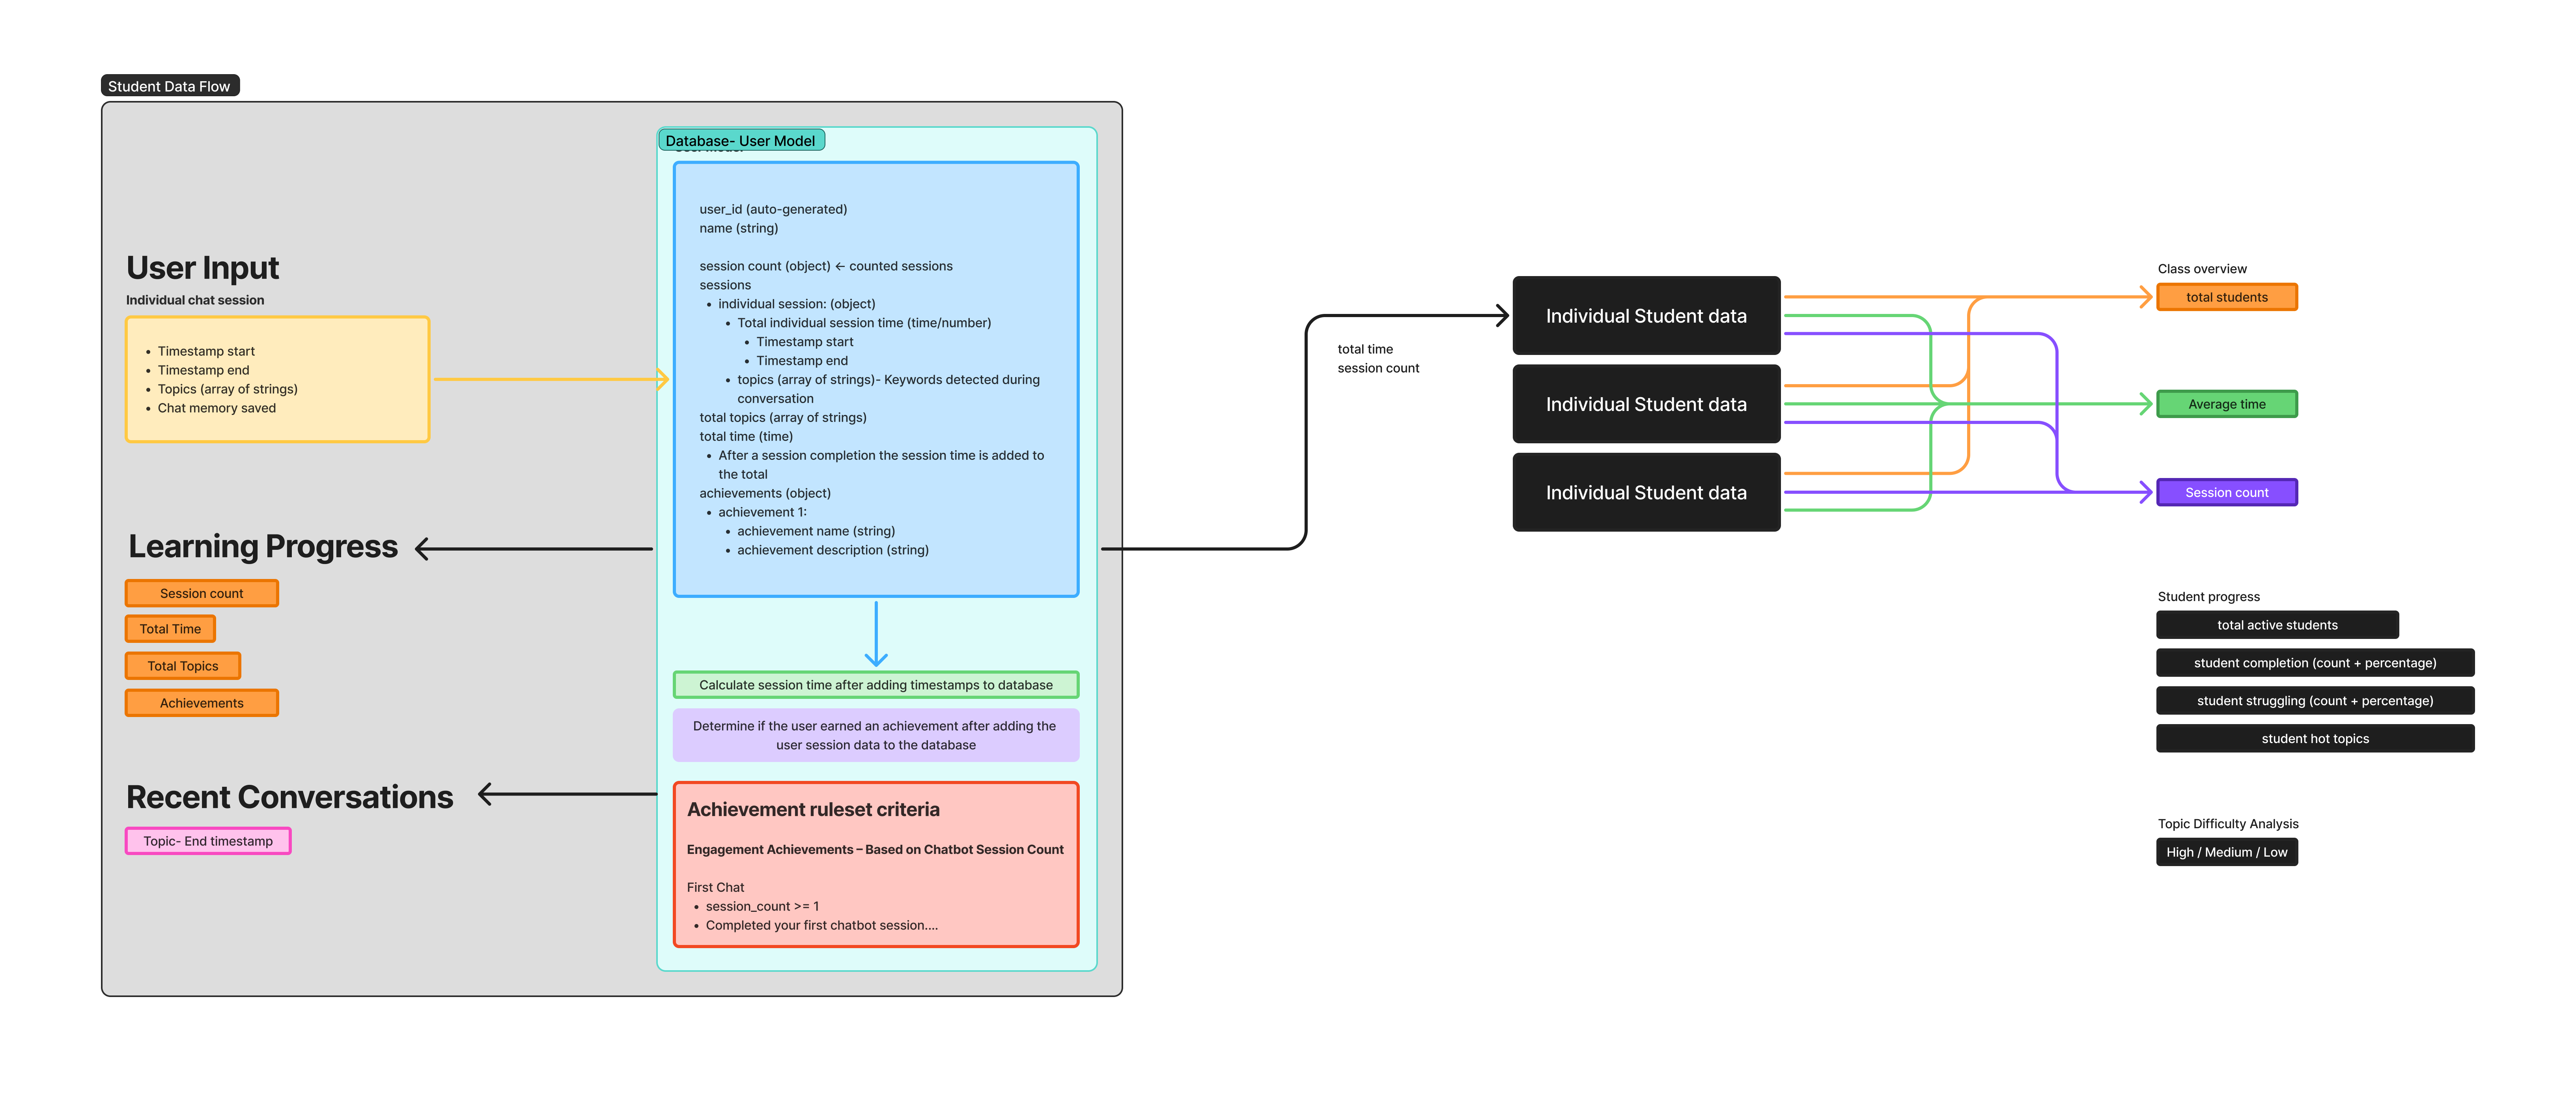 Student Data Flow
Database- User Model
user_id (auto-generated)
name (string)
session count (object) ← counted sessions
sessions
• individual session: (object)
• Total individual session time (time/number)
• Timestamp start
• Timestamp end
• topics (array of strings)- Keywords detected during
conversation
total topics (array of strings)
total time (time)
• After a session completion the session time is added to
the total
achievements (object)
• achievement 1:
• achievement name (string)
• achievement description (string)
User Input
Individual chat session
• Timestamp start
• Timestamp end
• Topics (array of strings)
• Chat memory saved
Learning Progress
Session count
Total Time
Total Topics
Achievements
Recent Conversations
Topic- End timestamp
Calculate session time after adding timestamps to database
Determine if the user earned an achievement after adding the
user session data to the database
Achievement ruleset criteria
Engagement Achievements – Based on Chatbot Session Count
First Chat
• session_count >= 1
• Completed your first chatbot session....
total time
session count
Individual Student data
Individual Student data
Individual Student data
Class overview
total students
Average time
Session count
Student progress
total active students
student completion (count + percentage)
student struggling (count + percentage)
student hot topics
Topic Difficulty Analysis
High / Medium / Low